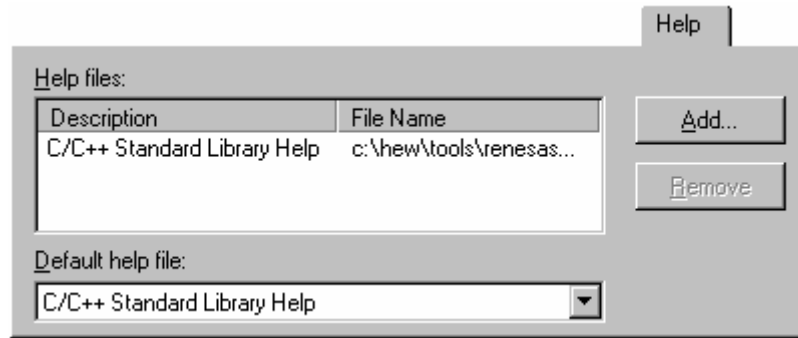 Help
Help files:
Description File Name
C/C++ Standard Library Help c:\hew\tools\renesas...
Add...
Remove
Default help file:
C/C++ Standard Library Help